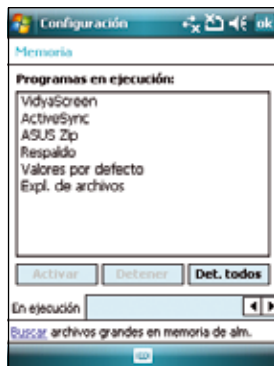 Configuración
ok
Memoria
Programas en ejecución:
VidyaScreen
ActiveSync
ASUS Zip
Respaldo
Valores por defecto
Expl. de archivos
Activar
Detener
Det. todos
En ejecución
Buscar archivos grandes en memoria de alm.